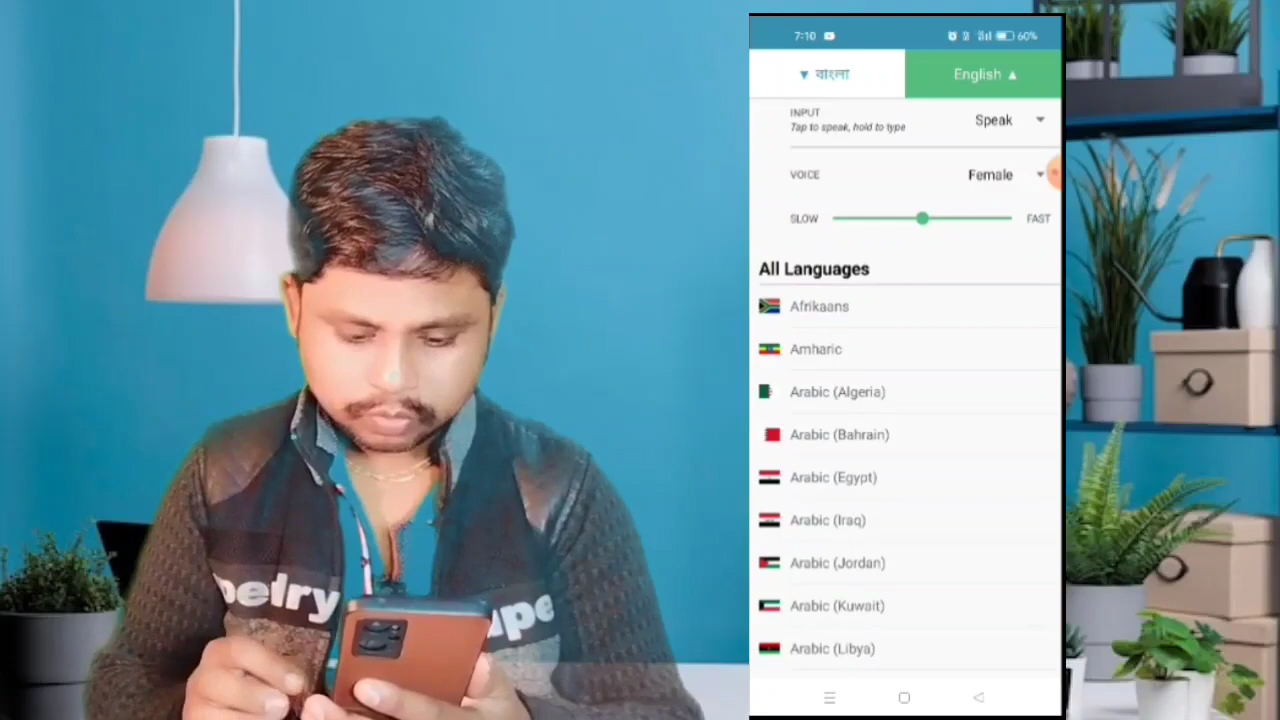 7:10
60%
▼ বাংলা
English ▲
INPUT
Tap to speak, hold to type
Speak
VOICE
Female
SLOW
FAST
All Languages
Afrikaans
Amharic
Arabic (Algeria)
Arabic (Bahrain)
Arabic (Egypt)
Arabic (Iraq)
Arabic (Jordan)
Arabic (Kuwait)
Arabic (Libya)